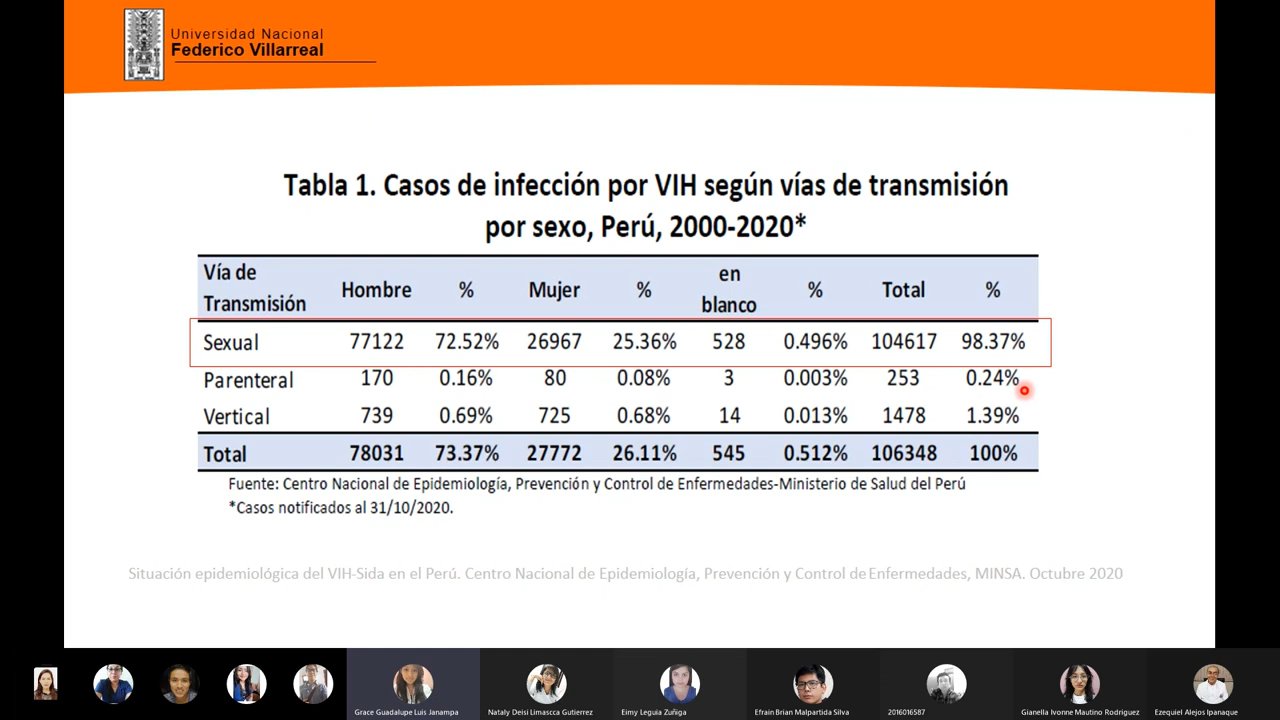 Universidad Nacional
Federico Villarreal
Tabla 1. Casos de infección por VIH según vías de transmisión
por sexo, Perú, 2000-2020*
Vía de Transmisión Hombre % Mujer % en blanco % Total %
Sexual 77122 72.52% 26967 25.36% 528 0.496% 104617 98.37%
Parenteral 170 0.16% 80 0.08% 3 0.003% 253 0.24%
Vertical 739 0.69% 725 0.68% 14 0.013% 1478 1.39%
Total 78031 73.37% 27772 26.11% 545 0.512% 106348 100%
Fuente: Centro Nacional de Epidemiología, Prevención y Control de Enfermedades-Ministerio de Salud del Perú
*Casos notificados al 31/10/2020.
Situación epidemiológica del VIH-Sida en el Perú. Centro Nacional de Epidemiología, Prevención y Control de Enfermedades, MINSA. Octubre 2020
Grace Guadalupe Luis Janampa Nataly Deisi Limascca Gutierrez Eimy Leguia Zuñiga Efrain Brian Malpartida Silva 2016016587 Gianella Ivonne Mautino Rodriguez Ezequiel Alejos Ipanaque